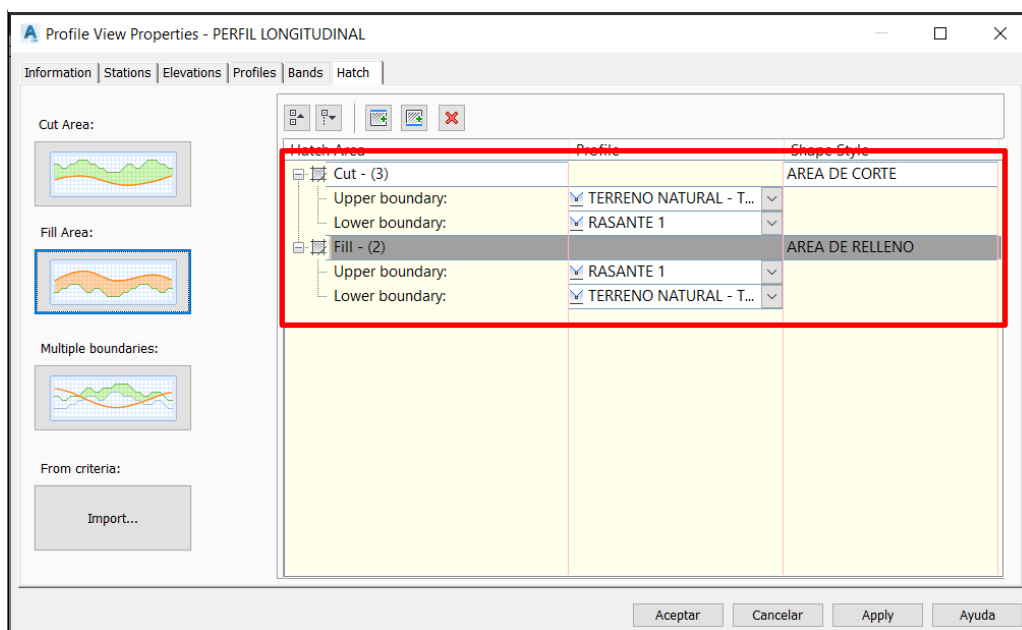 Profile View Properties - PERFIL LONGITUDINAL
Information Stations Elevations Profiles Bands Hatch
Cut Area:
Fill Area:
Multiple boundaries:
From criteria:
Import...
Hatch Area Profile Shape Style
Cut - (3) AREA DE CORTE
Upper boundary: TERRENO NATURAL - T...
Lower boundary: RASANTE 1
Fill - (2) AREA DE RELLENO
Upper boundary: RASANTE 1
Lower boundary: TERRENO NATURAL - T...
Aceptar Cancelar Apply Ayuda